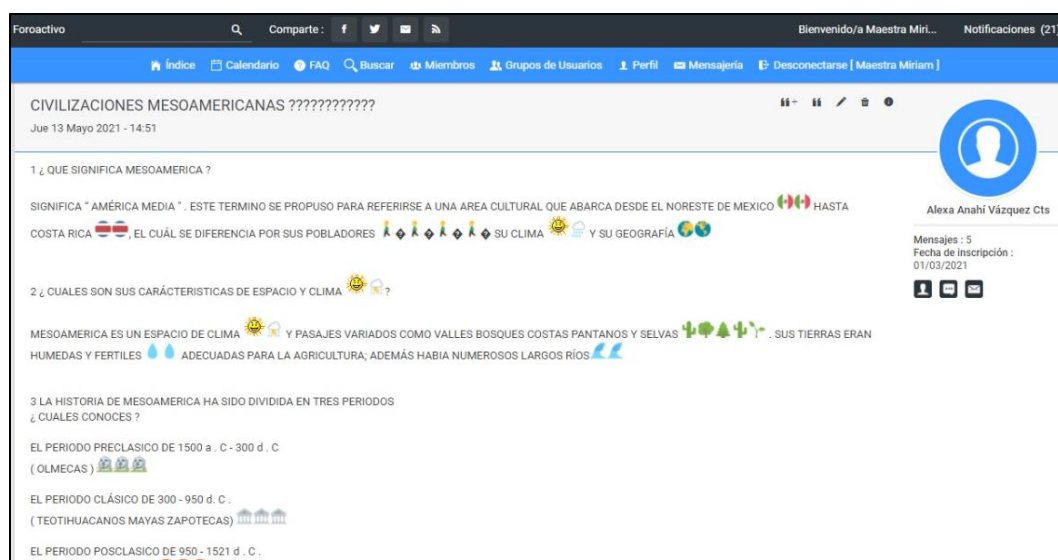 Foroactivo
Comparte :
Bienvenido/a Maestra Miri...
Notificaciones (21)
Índice Calendario FAQ Buscar Miembros Grupos de Usuarios Perfil Mensajería Desconectarse [ Maestra Miriam ]
CIVILIZACIONES MESOAMERICANAS ????????????
Jue 13 Mayo 2021 - 14:51
1 ¿ QUE SIGNIFICA MESOAMERICA ?
SIGNIFICA " AMÉRICA MEDIA " . ESTE TERMINO SE PROPUSO PARA REFERIRSE A UNA AREA CULTURAL QUE ABARCA DESDE EL NORESTE DE MEXICO HASTA
COSTA RICA , EL CUÁL SE DIFERENCIA POR SUS POBLADORES SU CLIMA Y SU GEOGRAFÍA
2 ¿ CUALES SON SUS CARÁCTERISTICAS DE ESPACIO Y CLIMA ?
MESOAMERICA ES UN ESPACIO DE CLIMA Y PASAJES VARIADOS COMO VALLES BOSQUES COSTAS PANTANOS Y SELVAS . SUS TIERRAS ERAN
HUMEDAS Y FERTILES ADECUADAS PARA LA AGRICULTURA; ADEMÁS HABIA NUMEROSOS LARGOS RÍOS
3 LA HISTORIA DE MESOAMERICA HA SIDO DIVIDIDA EN TRES PERIODOS
¿ CUALES CONOCES ?
EL PERIODO PRECLASICO DE 1500 a . C - 300 d . C
( OLMECAS )
EL PERIODO CLÁSICO DE 300 - 950 d. C .
( TEOTIHUACANOS MAYAS ZAPOTECAS)
EL PERIODO POSCLASICO DE 950 - 1521 d . C .
Alexa Anahí Vázquez Cts
Mensajes : 5
Fecha de inscripción :
01/03/2021